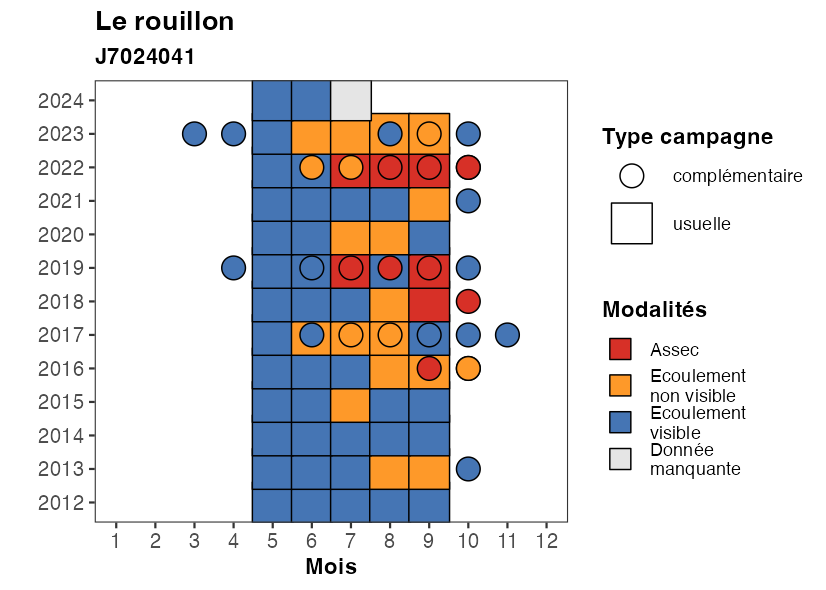 Le rouillon
J7024041
2024
2023
2022
2021
2020
2019
2018
2017
2016
2015
2014
2013
2012
1 2 3 4 5 6 7 8 9 10 11 12
Mois
Type campagne
complémentaire
usuelle
Modalités
Assec
Ecoulement
non visible
Ecoulement
visible
Donnée
manquante